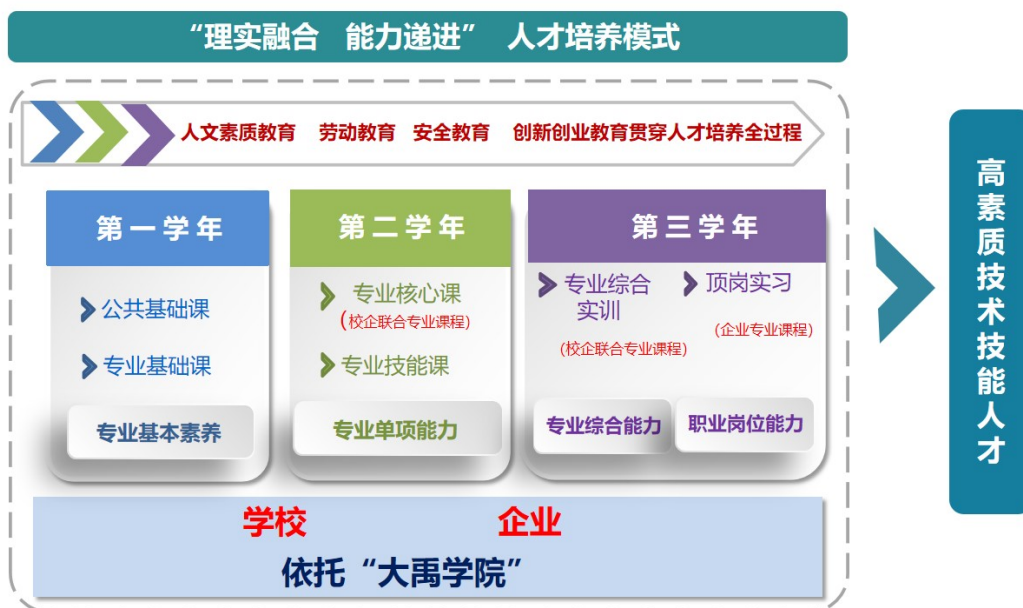 “理实融合 能力递进” 人才培养模式
人文素质教育 劳动教育 安全教育 创新创业教育贯穿人才培养全过程
第一学年
公共基础课
专业基础课
专业基本素养
第二学年
专业核心课
(校企联合专业课程)
专业技能课
专业单项能力
第三学年
专业综合
实训
(校企联合专业课程)
顶岗实习
(企业专业课程)
专业综合能力
职业岗位能力
学校 企业
依托“大禹学院”
高素质技术技能人才